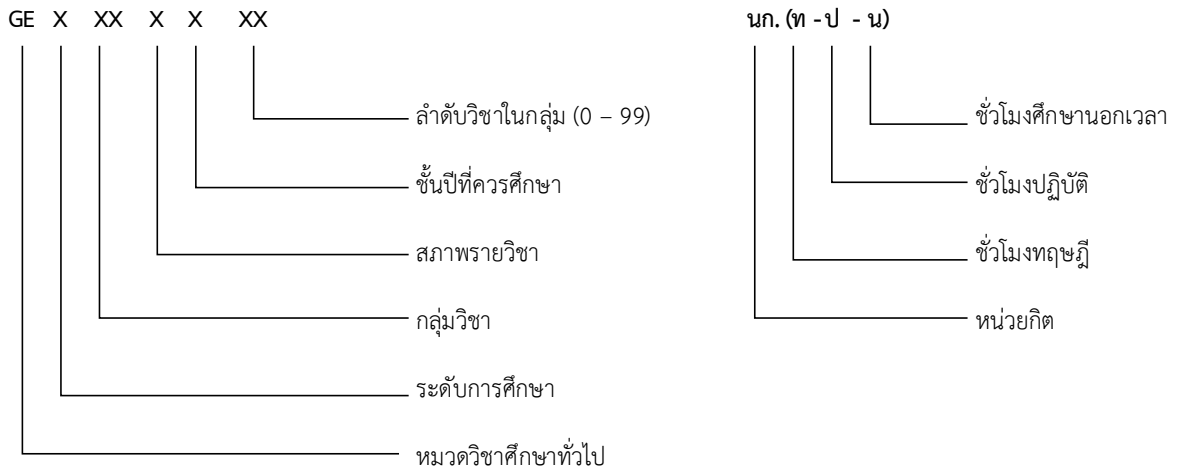 GE X XX X X XX นก. (ท - ป - น)
ลำดับวิชาในกลุ่ม (0 – 99) ชั่วโมงศึกษานอกเวลา
ชั้นปีที่ควรศึกษา ชั่วโมงปฏิบัติ
สภาพรายวิชา ชั่วโมงทฤษฎี
กลุ่มวิชา หน่วยกิต
ระดับการศึกษา
หมวดวิชาศึกษาทั่วไป